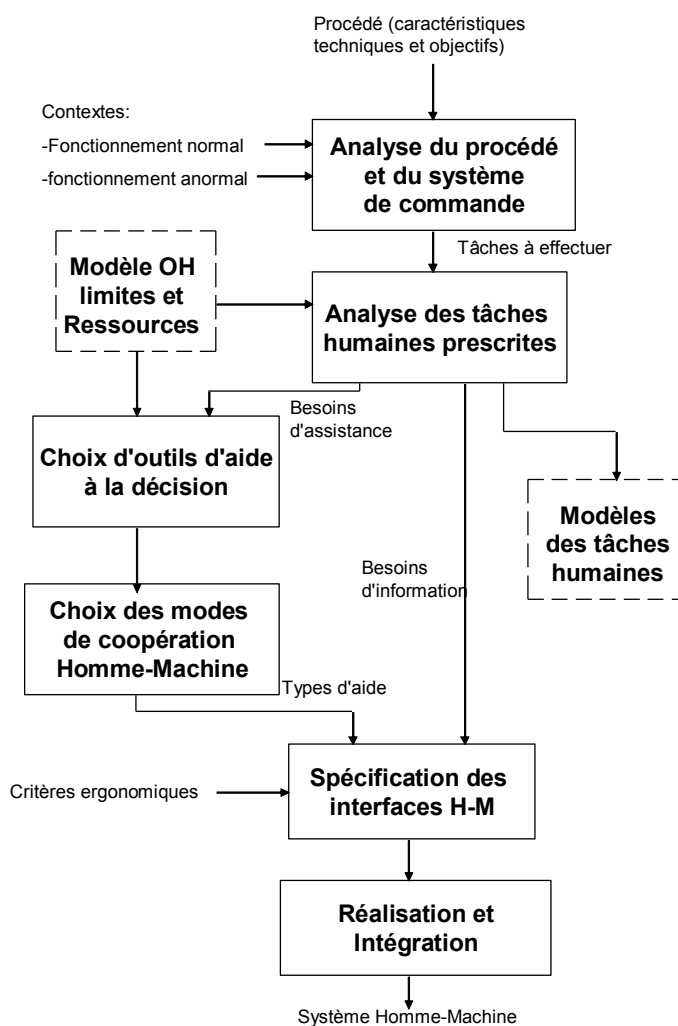 Procédé (caractéristiques
techniques et objectifs)
Contextes:
-Fonctionnement normal
-fonctionnement anormal
Analyse du procédé
et du système
de commande
Tâches à effectuer
Modèle OH
limites et
Ressources
Analyse des tâches
humaines prescrites
Besoins
d'assistance
Choix d'outils d'aide
à la décision
Modèles
des tâches
humaines
Besoins
d'information
Choix des modes
de coopération
Homme-Machine
Types d'aide
Critères ergonomiques
Spécification des
interfaces H-M
Réalisation et
Intégration
Système Homme-Machine